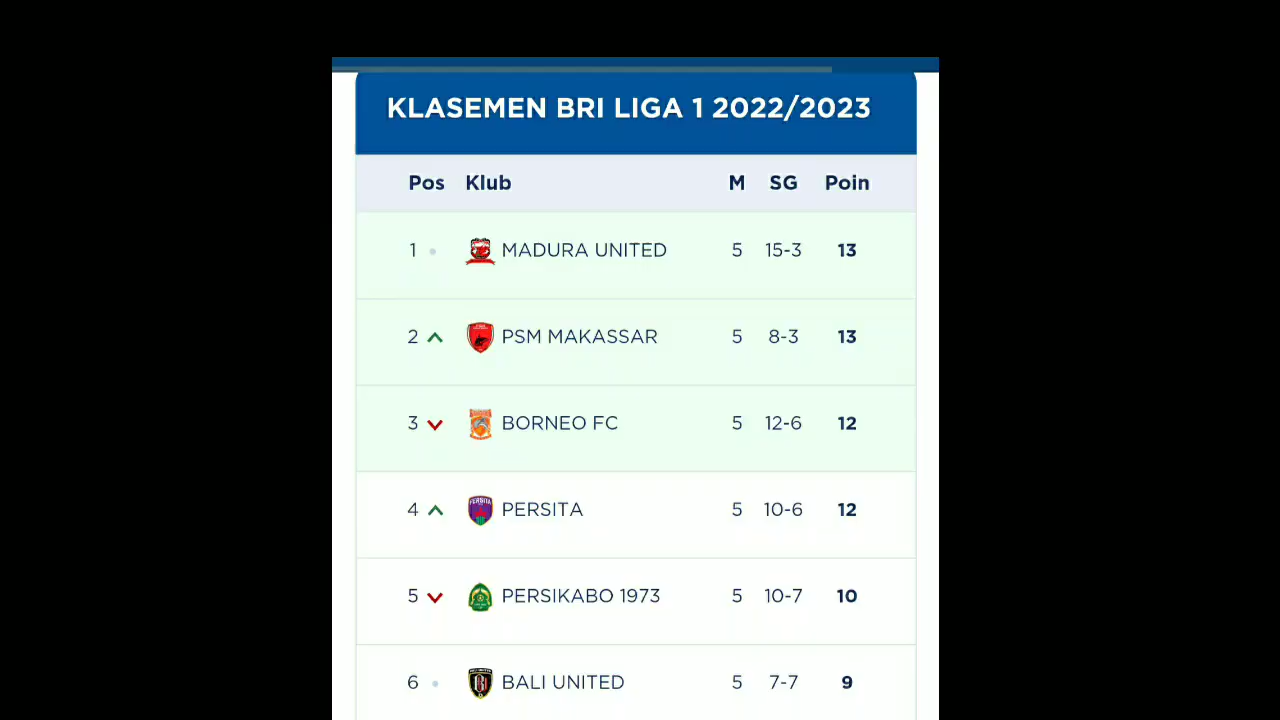 KLASEMEN BRI LIGA 1 2022/2023
Pos Klub M SG Poin
1 MADURA UNITED 5 15-3 13
2 PSM MAKASSAR 5 8-3 13
3 BORNEO FC 5 12-6 12
4 PERSITA 5 10-6 12
5 PERSIKABO 1973 5 10-7 10
6 BALI UNITED 5 7-7 9